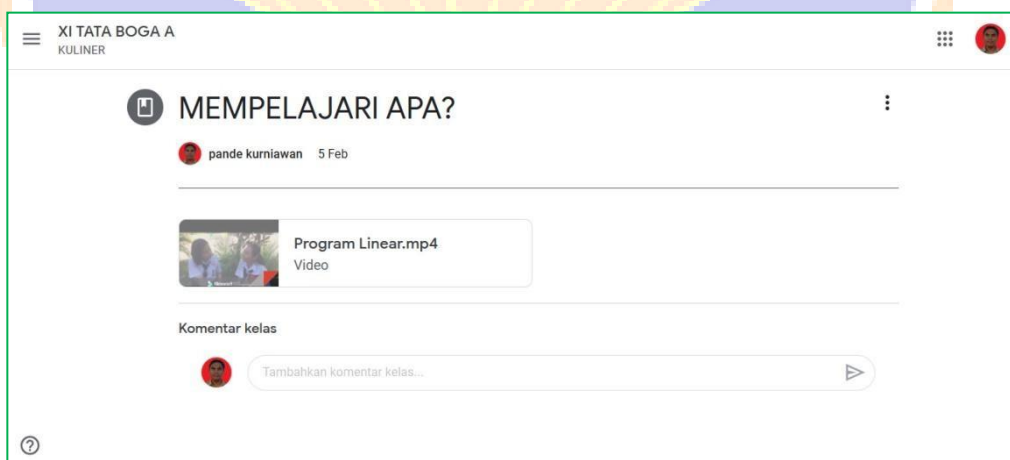 XI TATA BOGA A
KULINER
MEMPELAJARI APA?
pande kurniawan 5 Feb
Program Linear.mp4
Video
Komentar kelas
Tambahkan komentar kelas...